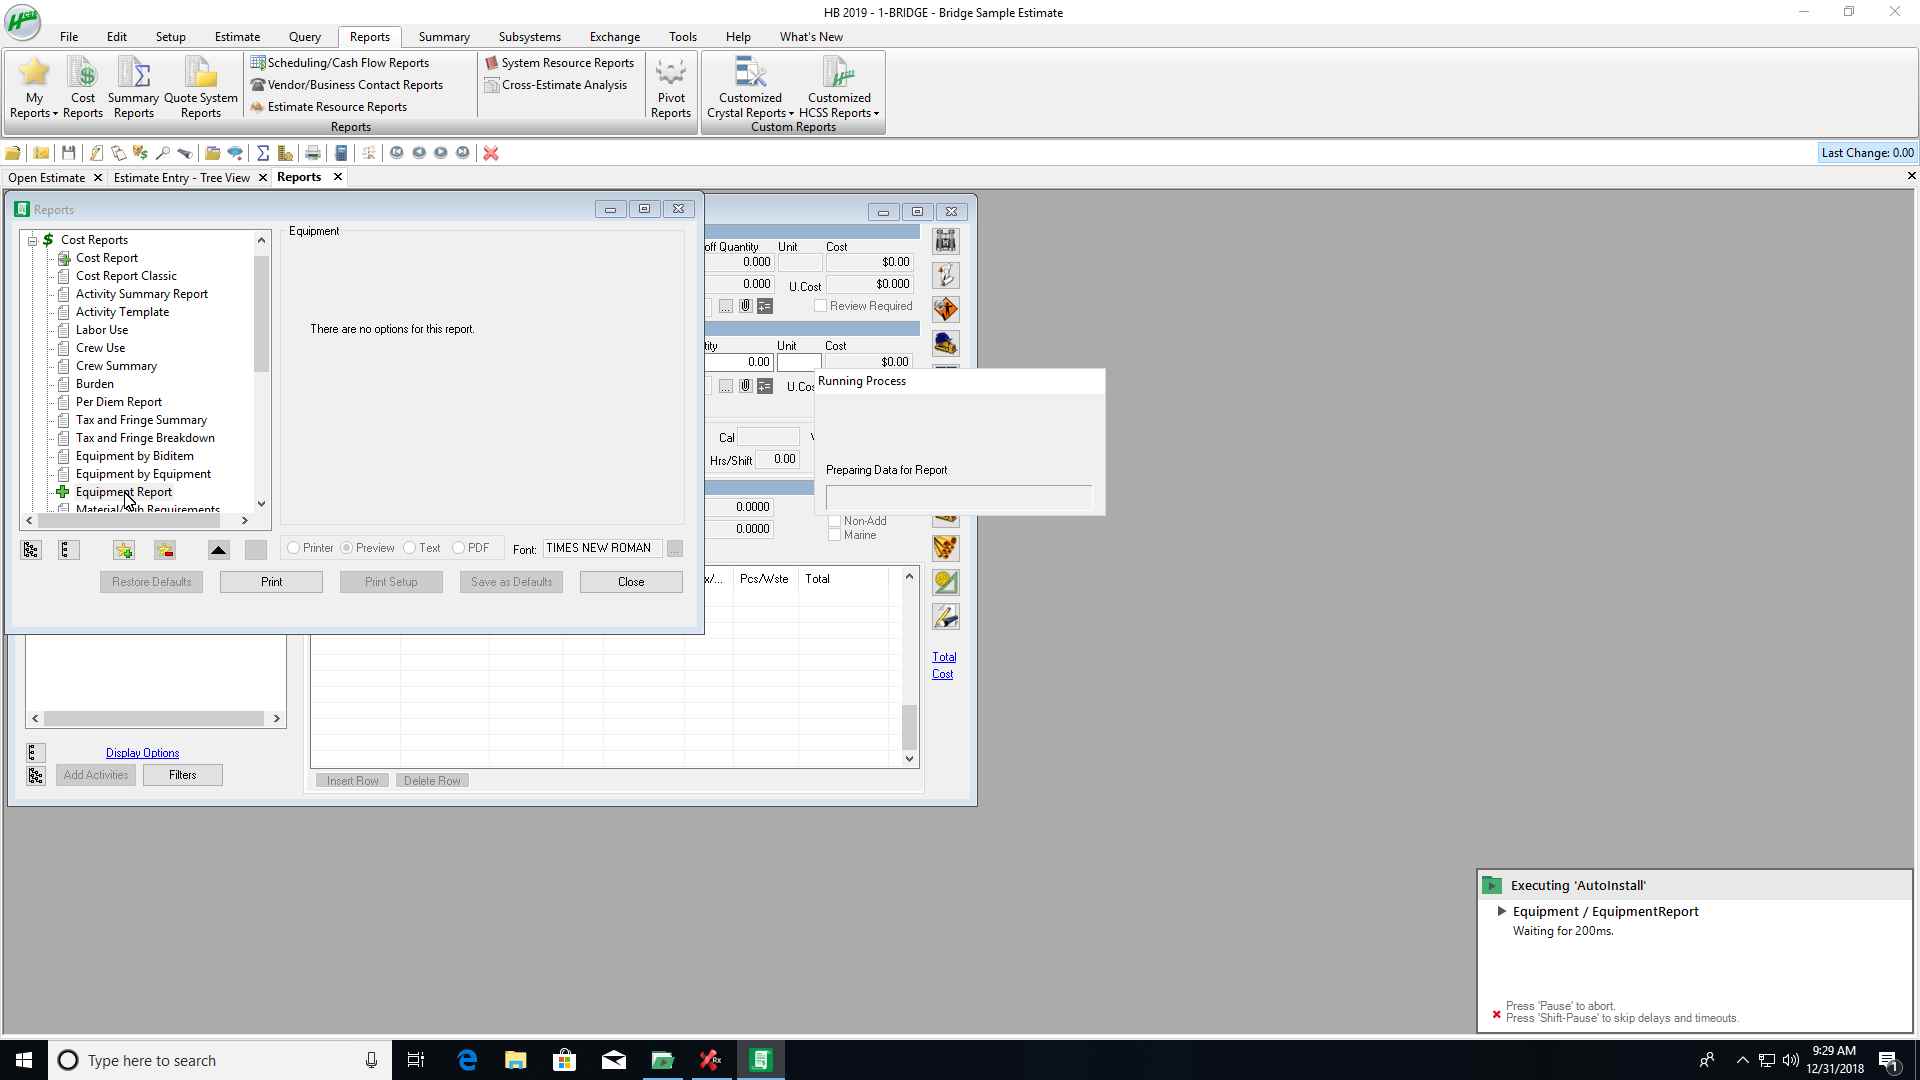 HB 2019 - 1-BRIDGE - Bridge Sample Estimate
HCSS
File Edit Setup Estimate Query Reports Summary Subsystems Exchange Tools Help What's New
My Reports
Cost Reports
Summary Reports
Quote System Reports
Scheduling/Cash Flow Reports
Vendor/Business Contact Reports
Estimate Resource Reports
System Resource Reports
Cross-Estimate Analysis
Pivot Reports
Customized Crystal Reports
Customized HCSS Reports
Reports
Custom Reports
Last Change: 0.00
Open Estimate
Estimate Entry - Tree View
Reports
Reports
Cost Reports
Cost Report
Cost Report Classic
Activity Summary Report
Activity Template
Labor Use
Crew Use
Crew Summary
Burden
Per Diem Report
Tax and Fringe Summary
Tax and Fringe Breakdown
Equipment by Biditem
Equipment by Equipment
Equipment Report
Equipment
There are no options for this report.
Printer Preview Text PDF Font: TIMES NEW ROMAN ...
Restore Defaults Print Print Setup Save as Defaults Close
off Quantity Unit Cost
0.000 $0.00
0.000 U.Cost $0.000
... Review Required
Unit Cost
0.00 $0.00
... U.Cos
Cal
Hrs/Shift 0.00
0.0000
0.0000
Non-Add
Marine
Running Process
Preparing Data for Report
x/... Pcs/Wste Total
Total
Cost
Display Options
Add Activities Filters
Insert Row Delete Row
Executing 'AutoInstall'
Equipment / EquipmentReport
Waiting for 200ms.
Press 'Pause' to abort.
Press 'Shift-Pause' to skip delays and timeouts.
Type here to search
9:29 AM
12/31/2018
1